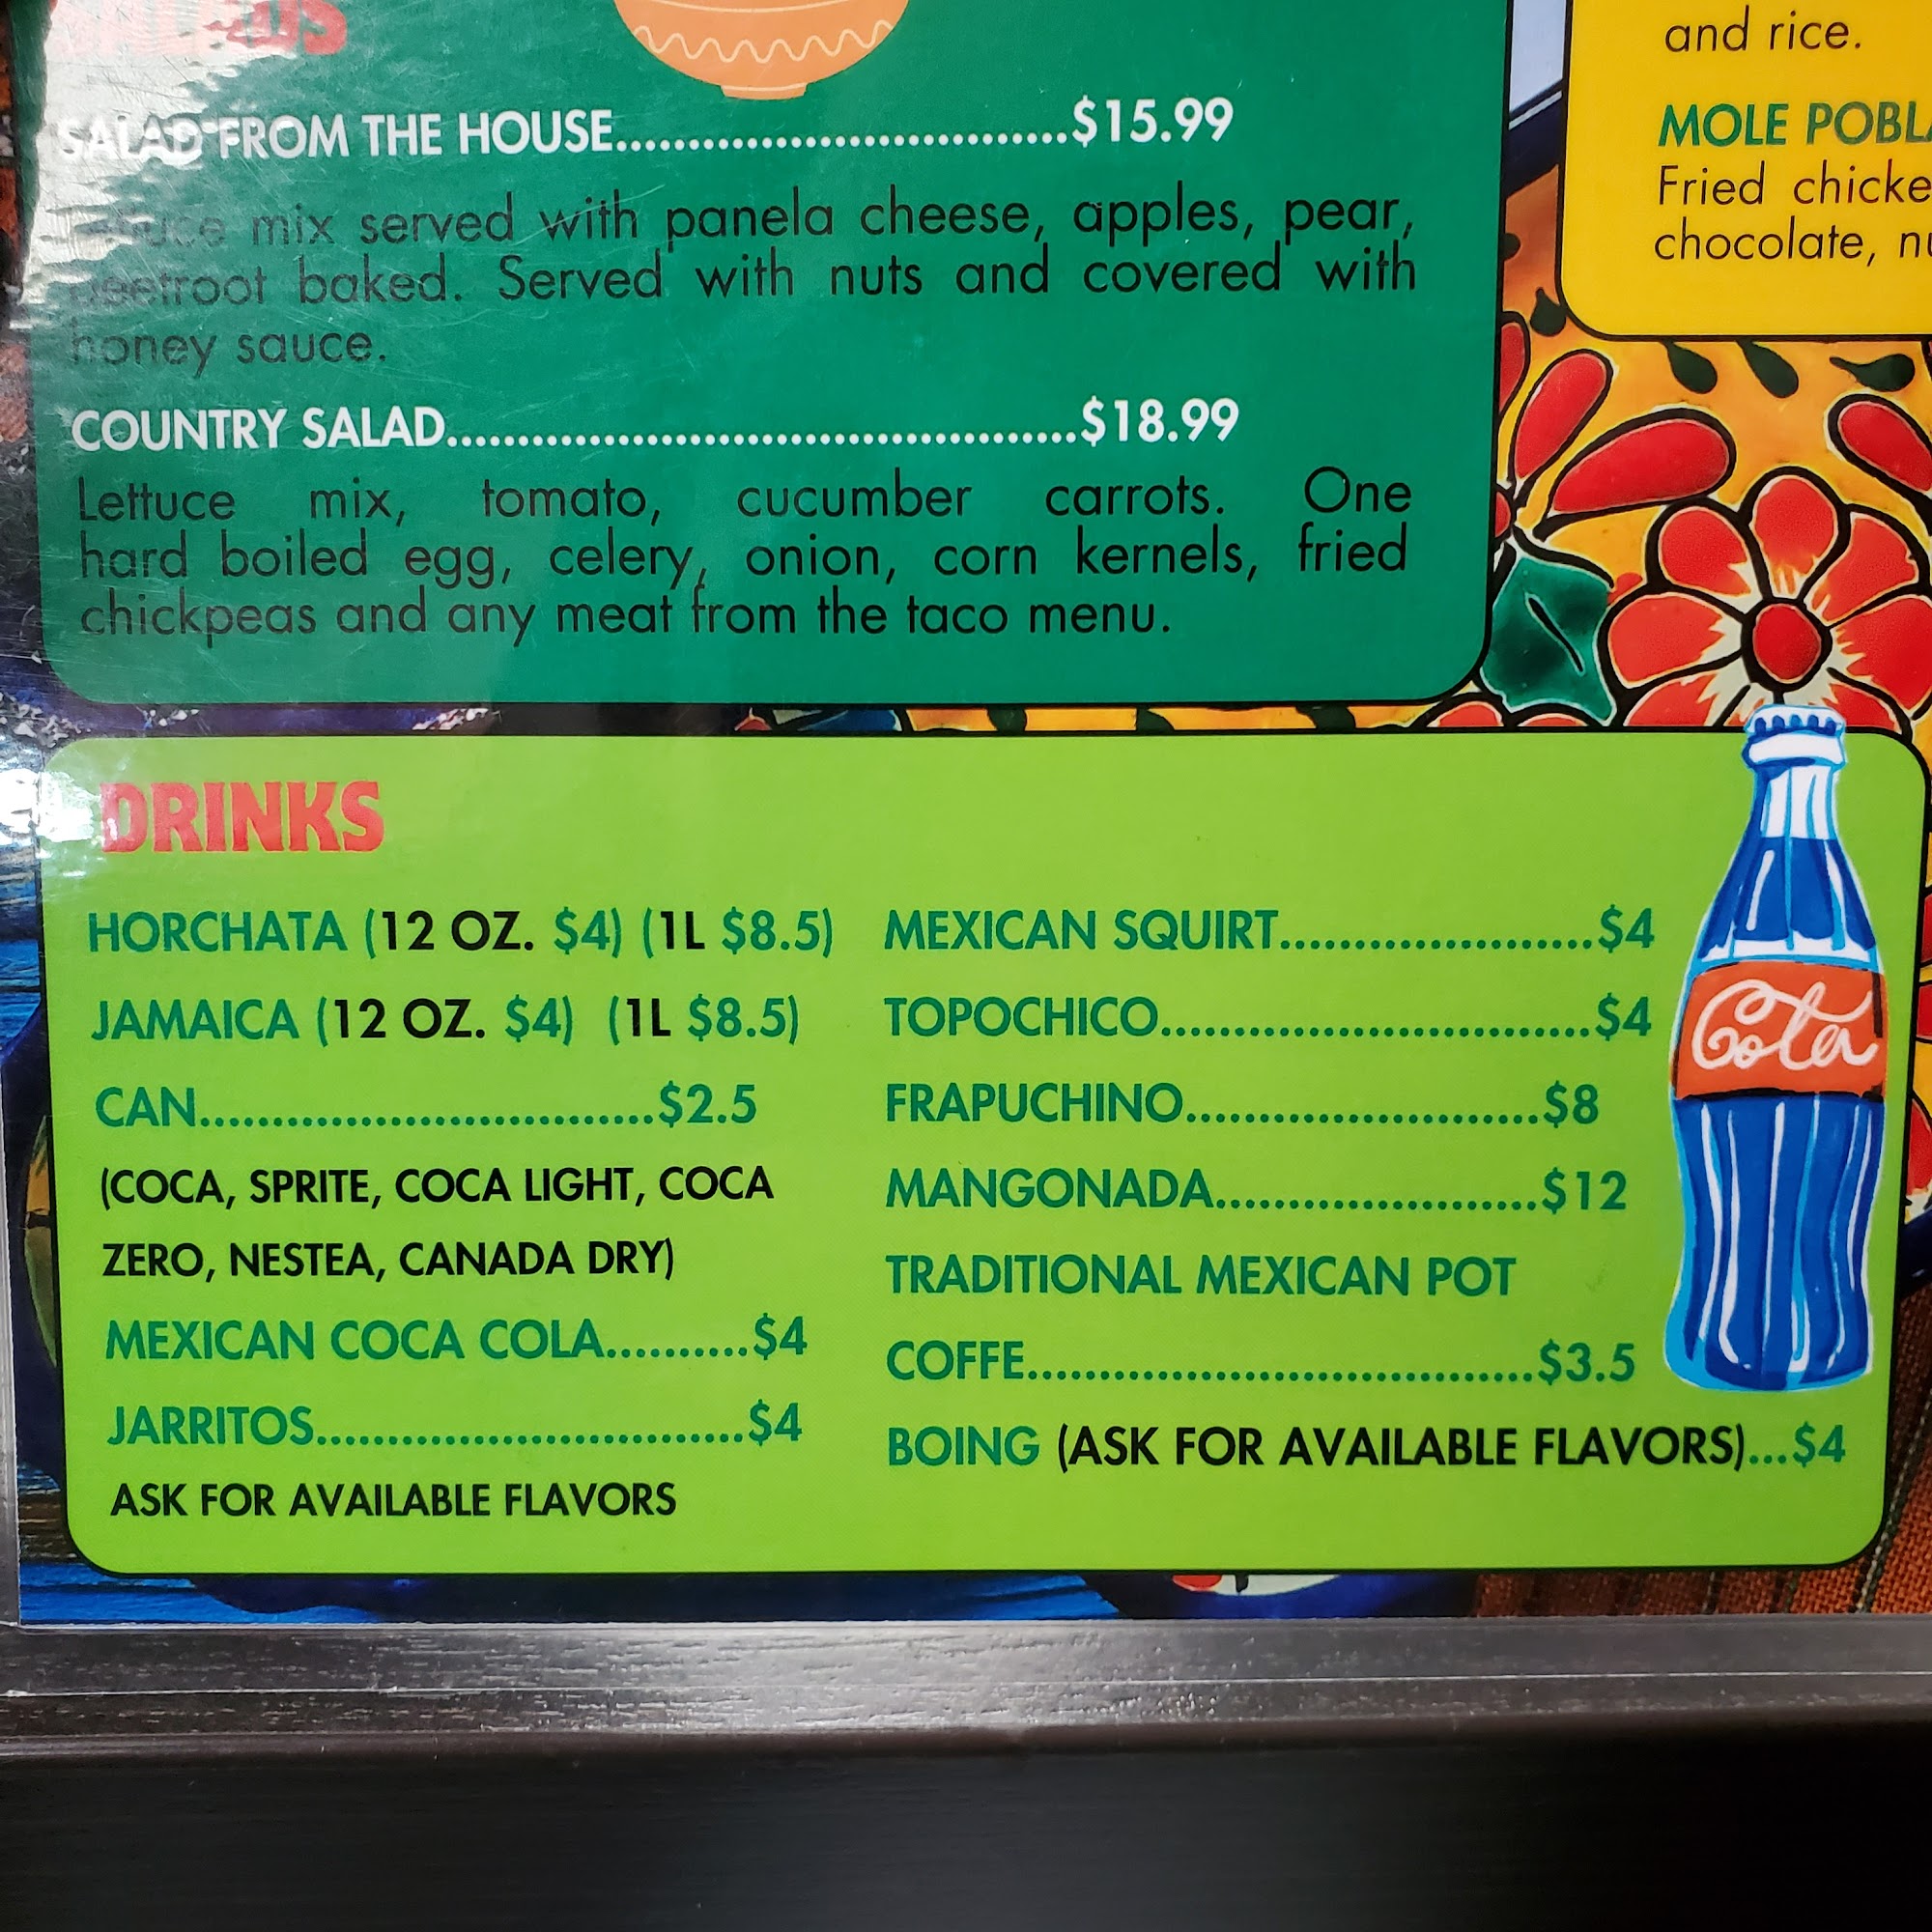 SALADS
SALAD FROM THE HOUSE...............................$15.99
mix served with panela cheese, apples, pear,
beetroot baked. Served with nuts and covered with
honey sauce.
COUNTRY SALAD............................................$18.99
Lettuce mix, tomato, cucumber carrots. One
hard boiled egg, celery, onion, corn kernels, fried
chickpeas and any meat from the taco menu.
and rice.
MOLE
Fried
chocolate,
DRINKS
HORCHATA (12 OZ. $4) (1L $8.5)
JAMAICA (12 OZ. $4) (1L $8.5)
CAN................................$2.5
(COCA, SPRITE, COCA LIGHT, COCA
ZERO, NESTEA, CANADA DRY)
MEXICAN COCA COLA..........$4
JARRITOS..............................$4
ASK FOR AVAILABLE FLAVORS
MEXICAN SQUIRT.....................$4
TOPOCHICO..............................$4
FRAPUCHINO.........................$8
MANGONADA.......................$12
TRADITIONAL MEXICAN POT
COFFE...................................$3.5
BOING (ASK FOR AVAILABLE FLAVORS)...$4
Cota